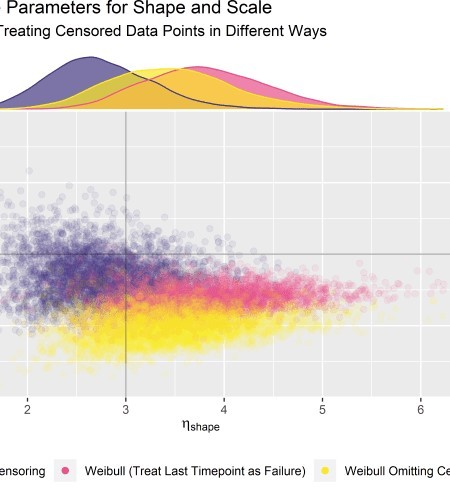 Parameters for Shape and Scale
Treating Censored Data Points in Different Ways
2 3 4 5 6
ηshape
ensoring Weibull (Treat Last Timepoint as Failure) Weibull Omitting Ce